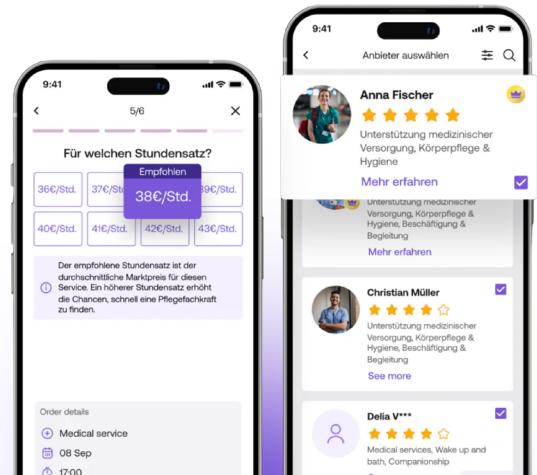 9:41
5/6
Für welchen Stundensatz?
Empfohlen
36€/Std.
37€/Std.
38€/Std.
39€/Std.
40€/Std.
41€/Std.
42€/Std.
43€/Std.
Der empfohlene Stundensatz ist der
durchschnittliche Marktpreis für diesen
Service. Ein höherer Stundensatz erhöht
die Chancen, schnell eine Pflegefachkraft
zu finden.
Order details
Medical service
08 Sep
17:00
9:41
Anbieter auswählen
Anna Fischer
Unterstützung medizinischer
Versorgung, Körperpflege &
Hygiene
Mehr erfahren
Unterstützung medizinischer
Versorgung, Körperpflege &
Hygiene, Beschäftigung &
Begleitung
Mehr erfahren
Christian Müller
Unterstützung medizinischer
Versorgung, Körperpflege &
Hygiene, Beschäftigung &
Begleitung
See more
Delia V***
Medical services, Wake up and
bath, Companionship